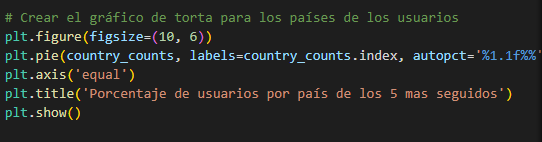 # Crear el gráfico de torta para los países de los usuarios
plt.figure(figsize=(10, 6))
plt.pie(country_counts, labels=country_counts.index, autopct='%1.1f%%'
plt.axis('equal')
plt.title('Porcentaje de usuarios por país de los 5 mas seguidos')
plt.show()